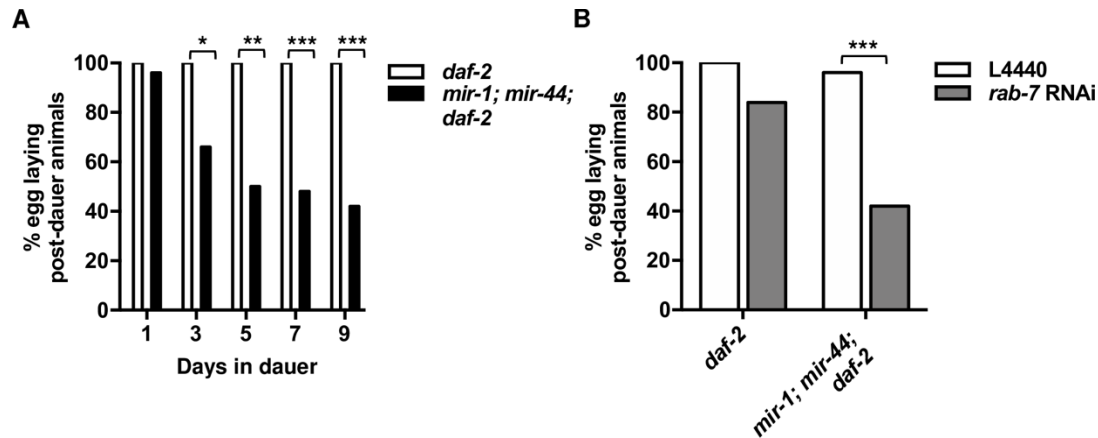 A
% egg laying
post-dauer animals
100
80
60
40
20
0
* ** *** ***
1 3 5 7 9
Days in dauer
daf-2
mir-1; mir-44;
daf-2
B
% egg laying
post-dauer animals
100
80
60
40
20
0
***
daf-2
mir-1; mir-44;
daf-2
L4440
rab-7 RNAi